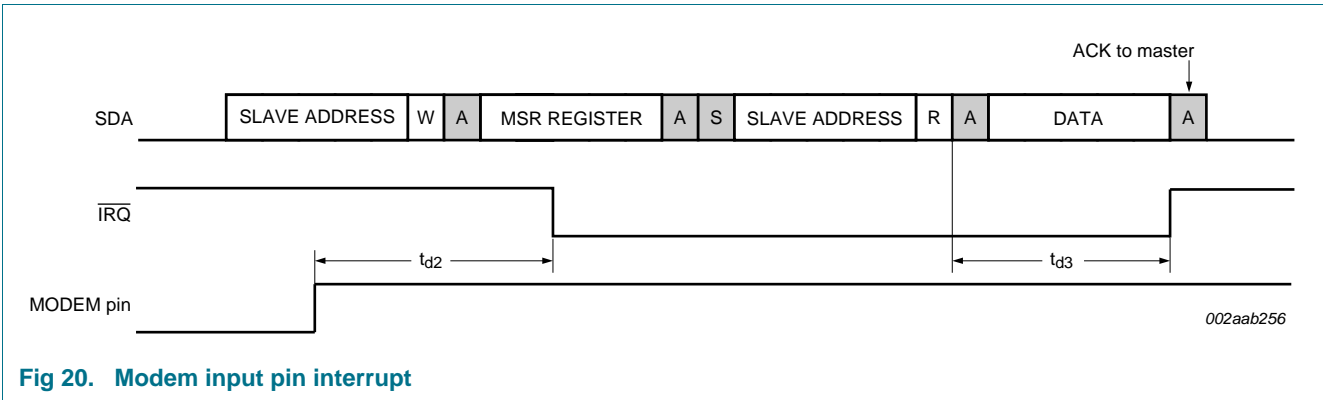 ACK to master
SDA SLAVE ADDRESS W A MSR REGISTER A S SLAVE ADDRESS R A DATA A
IRQ
td2 td3
MODEM pin
002aab256
Fig 20. Modem input pin interrupt